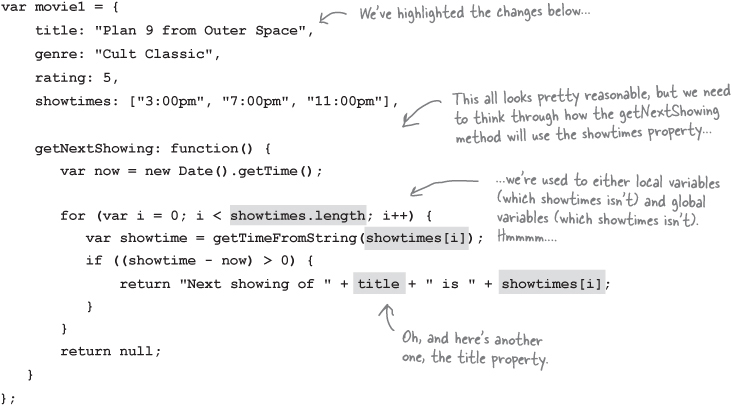 var movie1 = {
We've highlighted the changes below...
title: "Plan 9 from Outer Space",
genre: "Cult Classic",
rating: 5,
showtimes: ["3:00pm", "7:00pm", "11:00pm"],
This all looks pretty reasonable, but we need
to think through how the getNextShowing
method will use the showtimes property...
getNextShowing: function() {
var now = new Date().getTime();
...we're used to either local variables
(which showtimes isn't) and global
variables (which showtimes isn't).
Hmmmm....
for (var i = 0; i < showtimes.length; i++) {
var showtime = getTimeFromString(showtimes[i]);
if ((showtime - now) > 0) {
return "Next showing of " + title + " is " + showtimes[i];
}
}
Oh, and here's another
one, the title property.
return null;
}
};